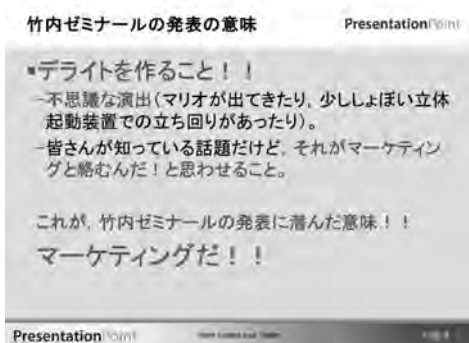 竹内ゼミナールの発表の意味
PresentationPoint
▪デライトを作ること！！
–不思議な演出（マリオが出てきたり，少ししょぼい立体
起動装置での立ち回りがあったり）。
–皆さんが知っている話題だけど，それがマーケティン
グと絡むんだ！と思わせること。
これが，竹内ゼミナールの発表に潜んだ意味！！
マーケティングだ！！
PresentationPoint